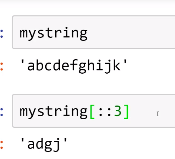 : mystring
: 'abcdefghijk'
: mystring[::3]
: 'adgj'